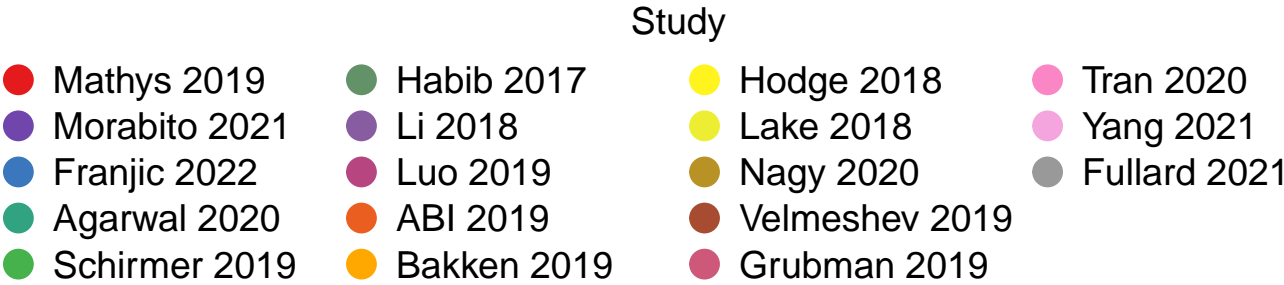 Study
Mathys 2019 Habib 2017 Hodge 2018 Tran 2020
Morabito 2021 Li 2018 Lake 2018 Yang 2021
Franjic 2022 Luo 2019 Nagy 2020 Fullard 2021
Agarwal 2020 ABI 2019 Velmeshev 2019
Schirmer 2019 Bakken 2019 Grubman 2019